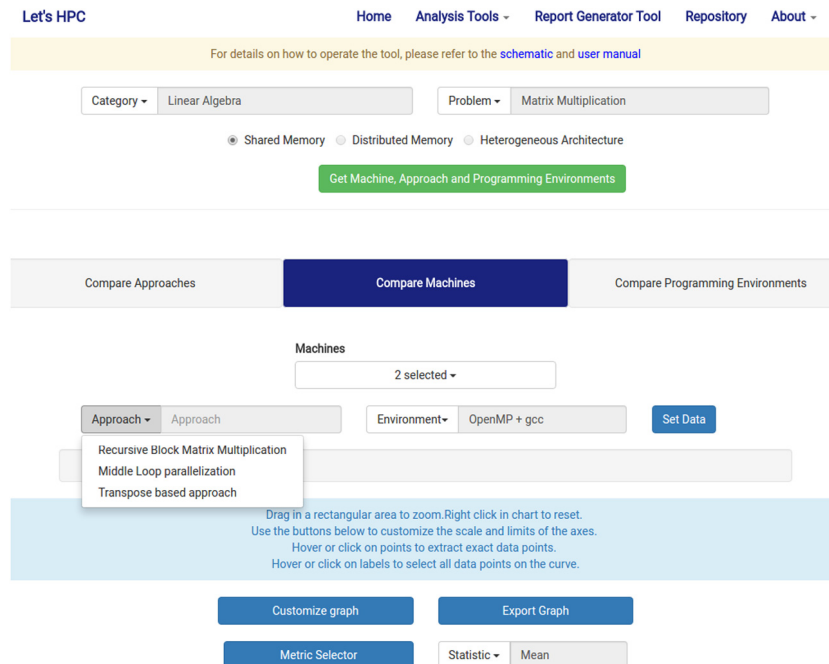 Let's HPC Home Analysis Tools Report Generator Tool Repository About
For details on how to operate the tool, please refer to the schematic and user manual
Category Linear Algebra Problem Matrix Multiplication
Shared Memory Distributed Memory Heterogeneous Architecture
Get Machine, Approach and Programming Environments
Compare Approaches Compare Machines Compare Programming Environments
Machines
2 selected
Approach Approach Environment OpenMP + gcc Set Data
Recursive Block Matrix Multiplication
Middle Loop parallelization
Transpose based approach
Drag in a rectangular area to zoom.Right click in chart to reset.
Use the buttons below to customize the scale and limits of the axes.
Hover or click on points to extract exact data points.
Hover or click on labels to select all data points on the curve.
Customize graph Export Graph
Metric Selector Statistic Mean